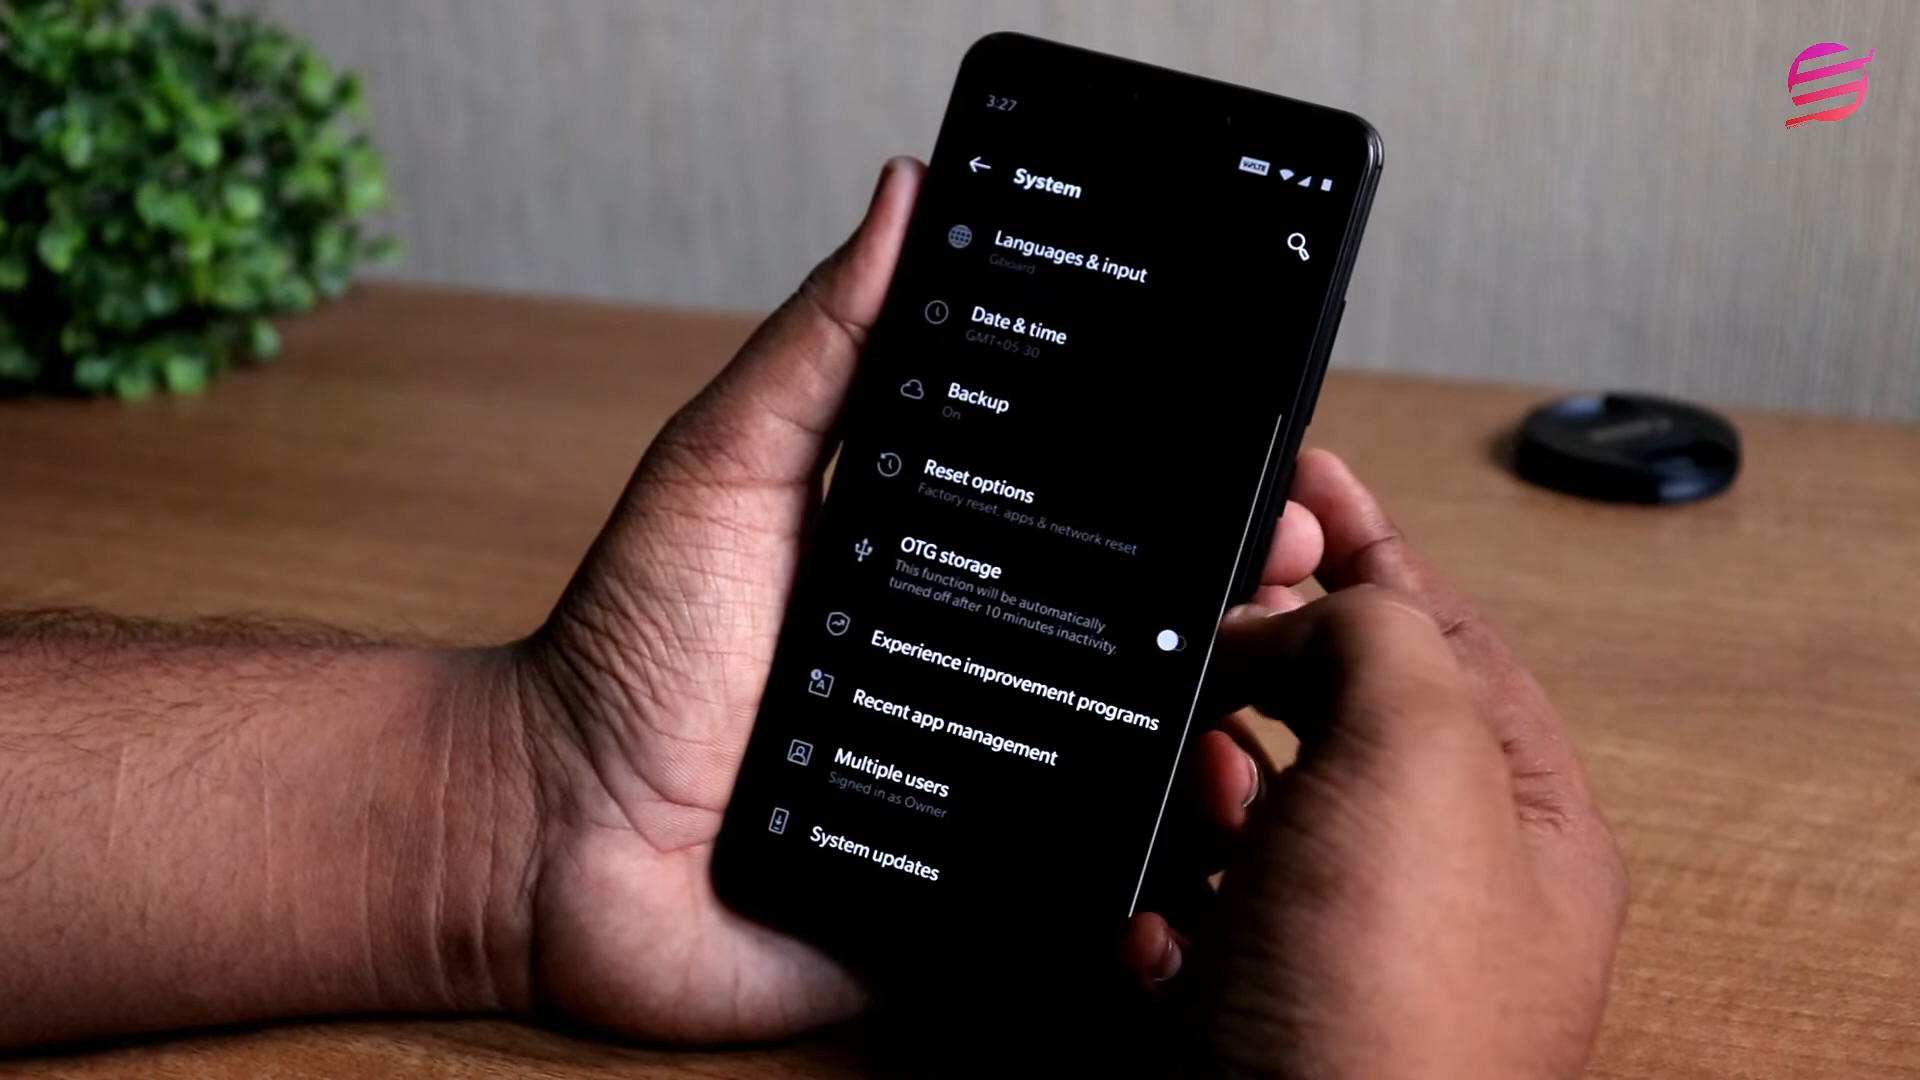 3:27
VoLTE
System
Languages & input
Gboard
Date & time
GMT+05:30
Backup
On
Reset options
Factory reset, apps & network reset
OTG storage
This function will be automatically
turned off after 10 minutes inactivity.
Experience improvement programs
Recent app management
Multiple users
Signed in as Owner
System updates